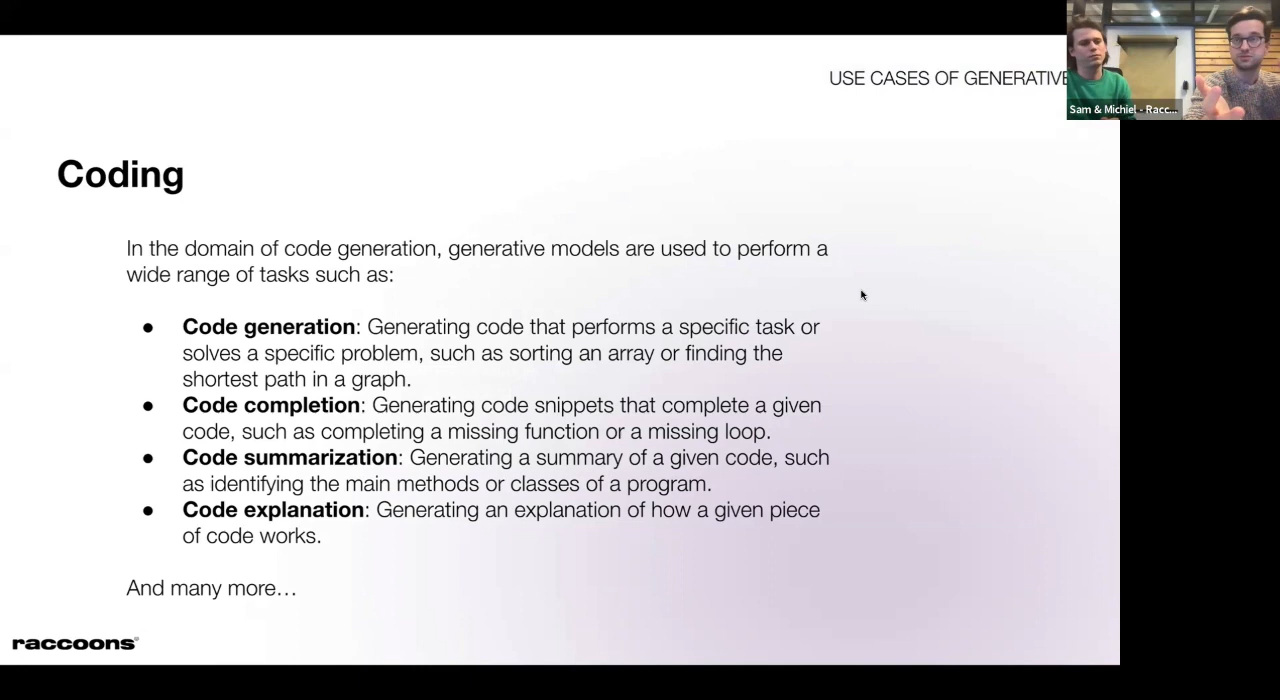 Sam & Michiel - Racc...
USE CASES OF GENERATIVE
Coding
In the domain of code generation, generative models are used to perform a
wide range of tasks such as:
● Code generation: Generating code that performs a specific task or
solves a specific problem, such as sorting an array or finding the
shortest path in a graph.
● Code completion: Generating code snippets that complete a given
code, such as completing a missing function or a missing loop.
● Code summarization: Generating a summary of a given code, such
as identifying the main methods or classes of a program.
● Code explanation: Generating an explanation of how a given piece
of code works.
And many more…
raccoons®